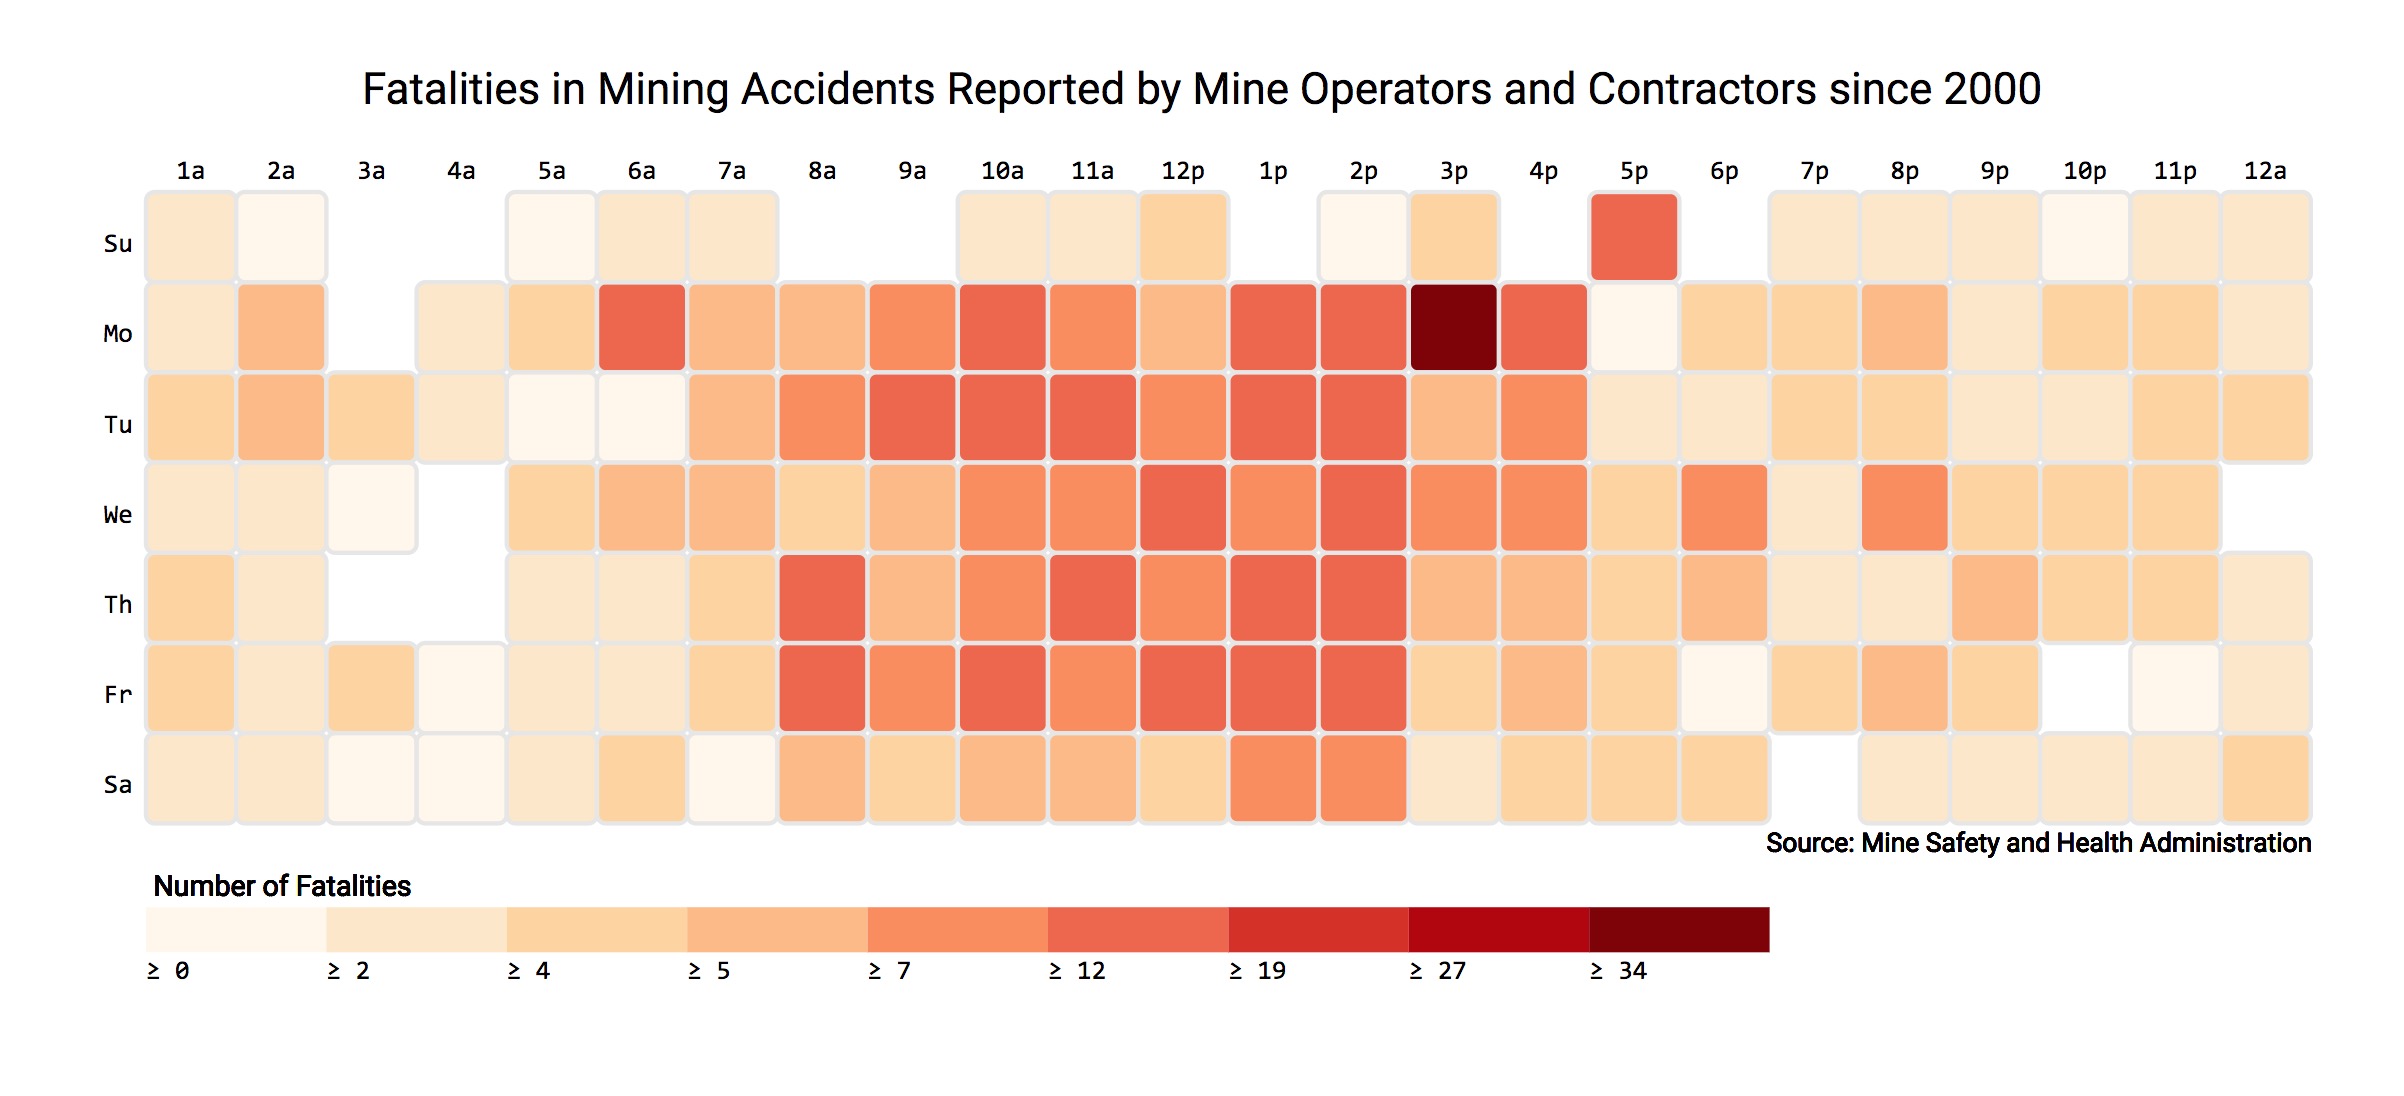 Fatalities in Mining Accidents Reported by Mine Operators and Contractors since 2000
1a 2a 3a 4a 5a 6a 7a 8a 9a 10a 11a 12p 1p 2p 3p 4p 5p 6p 7p 8p 9p 10p 11p 12a
Su
Mo
Tu
We
Th
Fr
Sa
Source: Mine Safety and Health Administration
Number of Fatalities
≥ 0 ≥ 2 ≥ 4 ≥ 5 ≥ 7 ≥ 12 ≥ 19 ≥ 27 ≥ 34